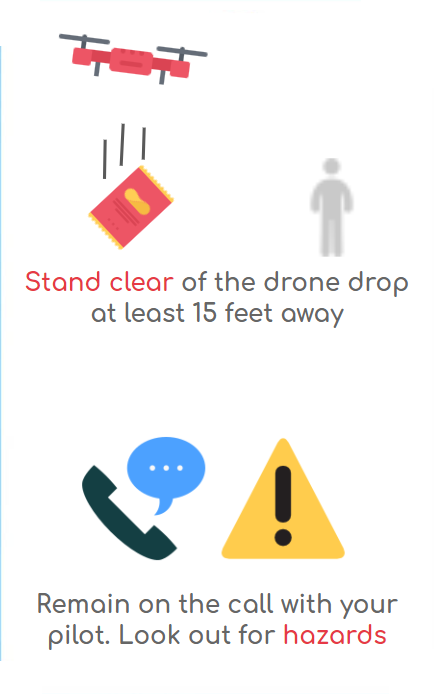 Stand clear of the drone drop
at least 15 feet away
Remain on the call with your
pilot. Look out for hazards